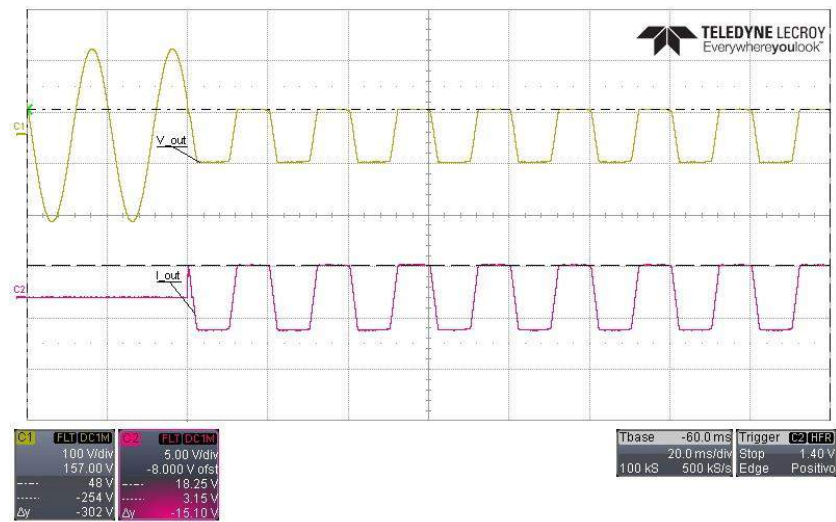 TELEDYNE LECROY
Everywhereyoulook™
C1
V_out
C2
I_out
C1 FLT DC1M
100 V/div
157.00 V
48 V
-254 V
Δy -302 V
C2 FLT DC1M
5.00 V/div
-8.000 V ofst
18.25 V
3.15 V
Δy -15.10 V
Tbase -60.0 ms
20.0 ms/div
100 kS 500 kS/s
Trigger C2 HFR
Stop 1.40 V
Edge Positivo